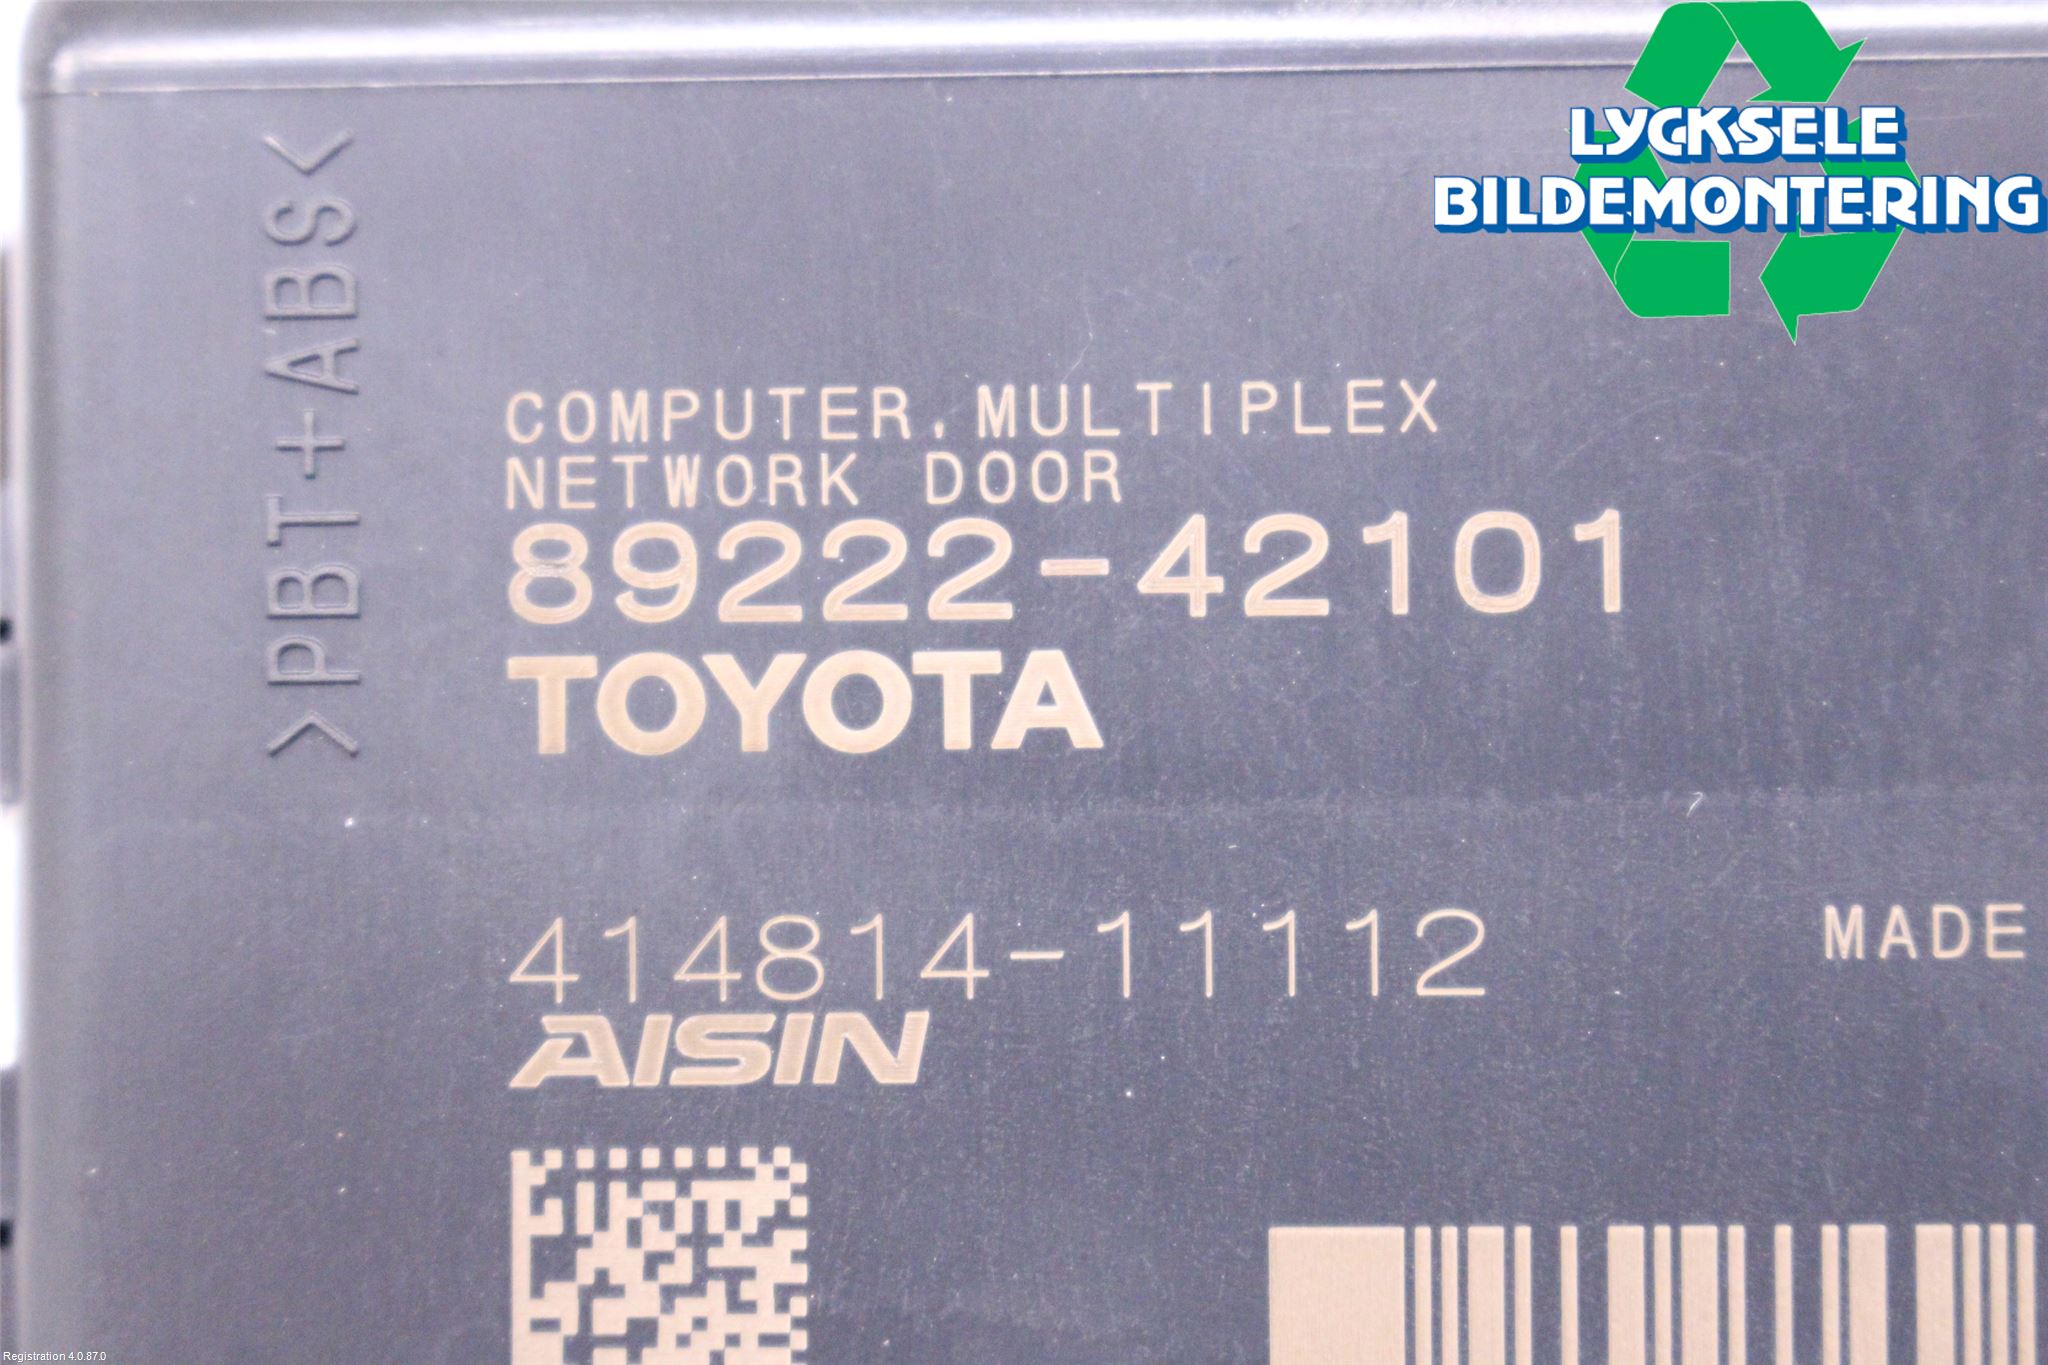 LYCKSELE
BILDEMONTERING
>PBT+ABS<
COMPUTER, MULTIPLEX
NETWORK DOOR
89222-42101
TOYOTA
414814-11112
MADE
AISIN
Registration 4.0.87.0